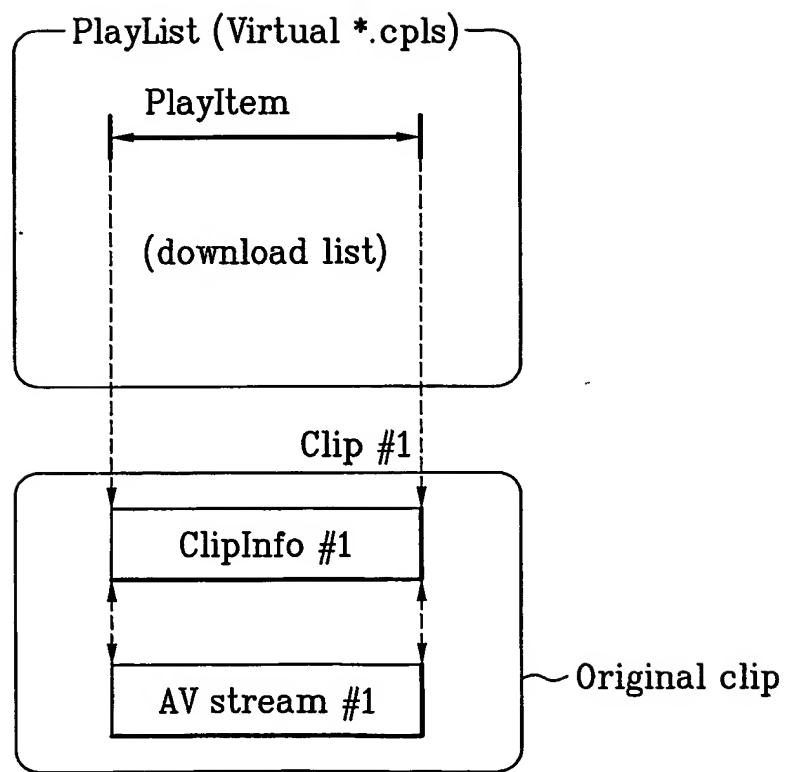 PlayList (Virtual *.cpls)
PlayItem
(download list)
Clip #1
ClipInfo #1
AV stream #1
Original clip